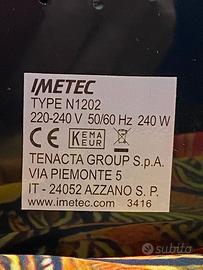 IMETEC
TYPE N1202
220-240 V 50/60 Hz 240 W
CE KEMA KEUR
TENACTA GROUP S.p.A.
VIA PIEMONTE 5
IT - 24052 AZZANO S. P.
www.imetec.com 3416
subito